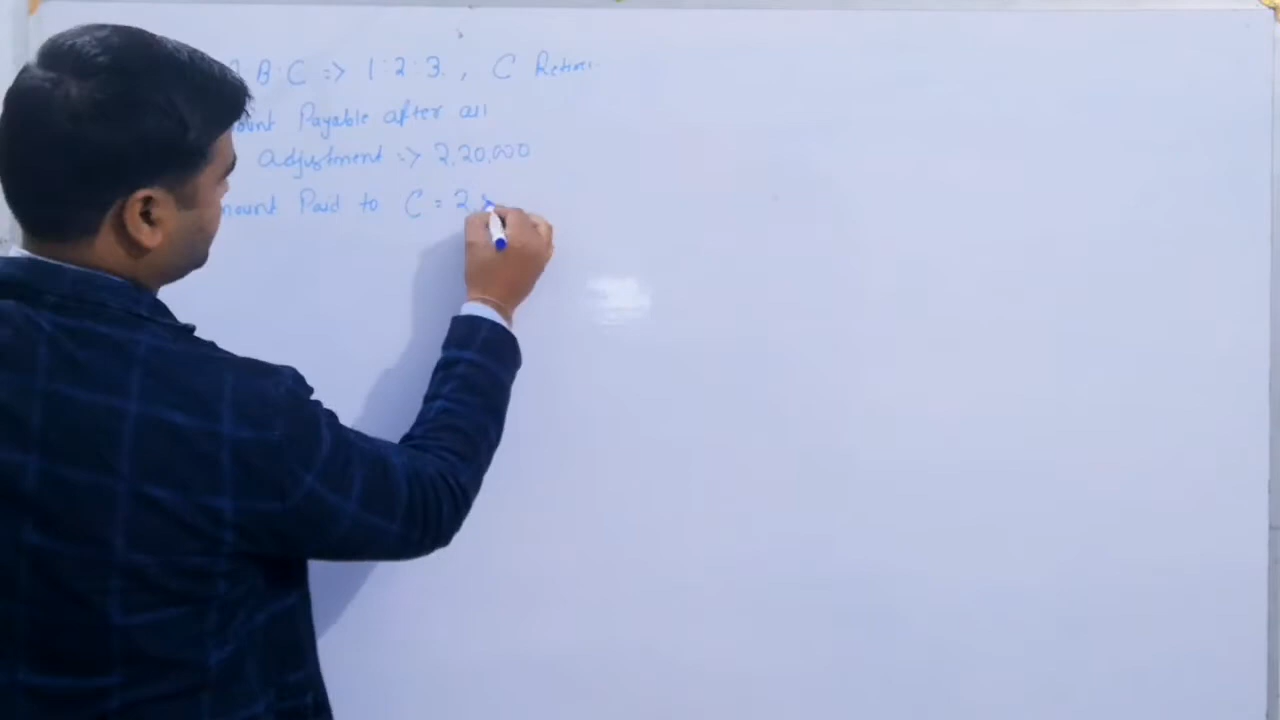 B:C => 1:2:3. , C Retires
Payable after all
Adjustment => 2,20,000
Paid to C = 2,